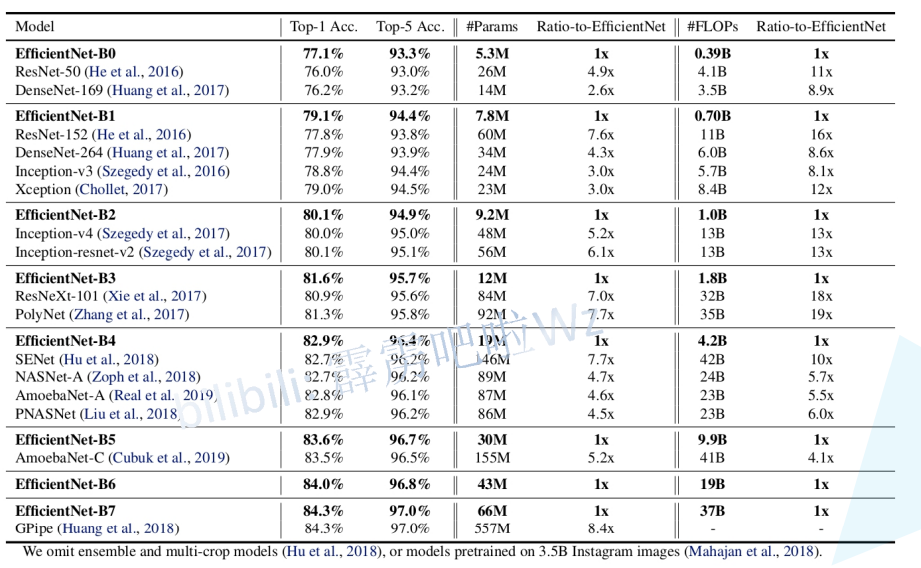 Model Top-1 Acc. Top-5 Acc. #Params Ratio-to-EfficientNet #FLOPs Ratio-to-EfficientNet
EfficientNet-B0 77.1% 93.3% 5.3M 1x 0.39B 1x
ResNet-50 (He et al., 2016) 76.0% 93.0% 26M 4.9x 4.1B 11x
DenseNet-169 (Huang et al., 2017) 76.2% 93.2% 14M 2.6x 3.5B 8.9x
EfficientNet-B1 79.1% 94.4% 7.8M 1x 0.70B 1x
ResNet-152 (He et al., 2016) 77.8% 93.8% 60M 7.6x 11B 16x
DenseNet-264 (Huang et al., 2017) 77.9% 93.9% 34M 4.3x 6.0B 8.6x
Inception-v3 (Szegedy et al., 2016) 78.8% 94.4% 24M 3.0x 5.7B 8.1x
Xception (Chollet, 2017) 79.0% 94.5% 23M 3.0x 8.4B 12x
EfficientNet-B2 80.1% 94.9% 9.2M 1x 1.0B 1x
Inception-v4 (Szegedy et al., 2017) 80.0% 95.0% 48M 5.2x 13B 13x
Inception-resnet-v2 (Szegedy et al., 2017) 80.1% 95.1% 56M 6.1x 13B 13x
EfficientNet-B3 81.6% 95.7% 12M 1x 1.8B 1x
ResNeXt-101 (Xie et al., 2017) 80.9% 95.6% 84M 7.0x 32B 18x
PolyNet (Zhang et al., 2017) 81.3% 95.8% 92M 7.7x 35B 19x
EfficientNet-B4 82.9% 96.4% 19M 1x 4.2B 1x
SENet (Hu et al., 2018) 82.7% 96.2% 146M 7.7x 42B 10x
NASNet-A (Zoph et al., 2018) 82.7% 96.2% 89M 4.7x 24B 5.7x
AmoebaNet-A (Real et al., 2019) 82.8% 96.1% 87M 4.6x 23B 5.5x
PNASNet (Liu et al., 2018) 82.9% 96.2% 86M 4.5x 23B 6.0x
EfficientNet-B5 83.6% 96.7% 30M 1x 9.9B 1x
AmoebaNet-C (Cubuk et al., 2019) 83.5% 96.5% 155M 5.2x 41B 4.1x
EfficientNet-B6 84.0% 96.8% 43M 1x 19B 1x
EfficientNet-B7 84.3% 97.0% 66M 1x 37B 1x
GPipe (Huang et al., 2018) 84.3% 97.0% 557M 8.4x - -
We omit ensemble and multi-crop models (Hu et al., 2018), or models pretrained on 3.5B Instagram images (Mahajan et al., 2018).
bilibili: 霹雳吧啦Wz